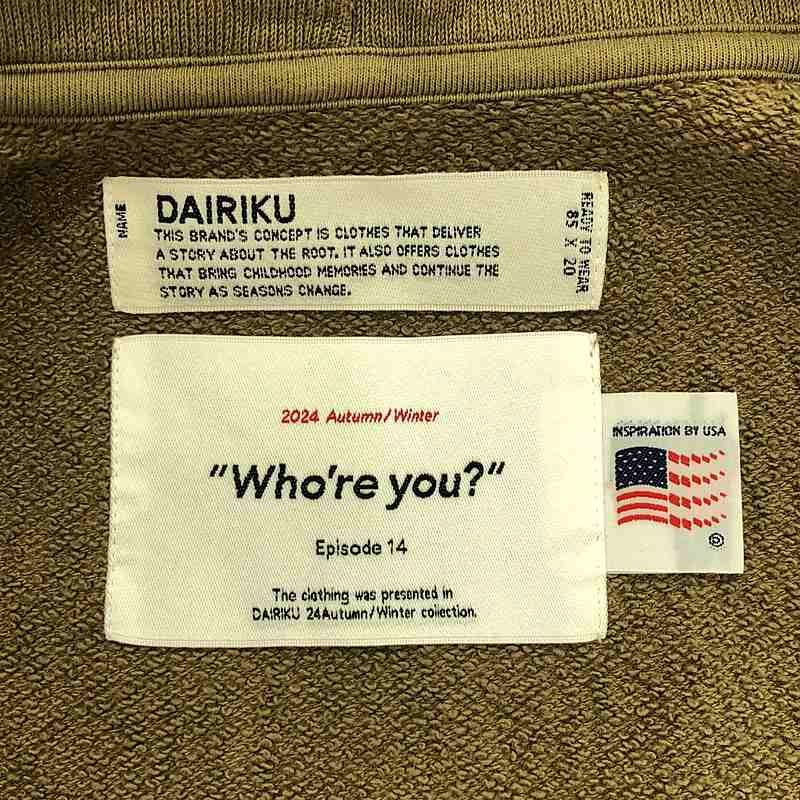 NAME
DAIRIKU
THIS BRAND'S CONCEPT IS CLOTHES THAT DELIVER
A STORY ABOUT THE ROOT. IT ALSO OFFERS CLOTHES
THAT BRING CHILDHOOD MEMORIES AND CONTINUE THE
STORY AS SEASONS CHANGE.
READY TO WEAR
85 X 20
2024 Autumn/Winter
"Who're you?"
Episode 14
The clothing was presented in
DAIRIKU 24Autumn/Winter collection.
INSPIRATION BY USA